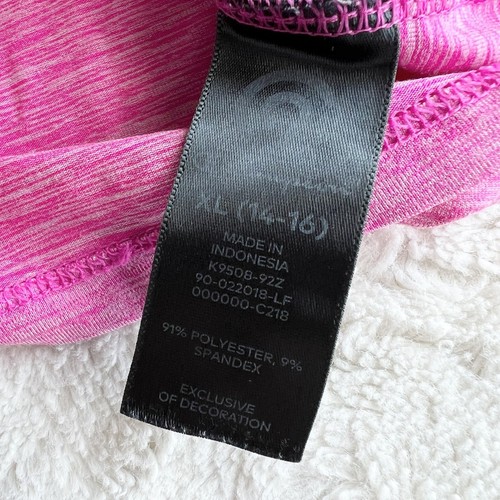 XL (14-16)
MADE IN
INDONESIA
K9508-92Z
90-022018-LF
000000-C218
91% POLYESTER, 9%
SPANDEX
EXCLUSIVE
OF DECORATION